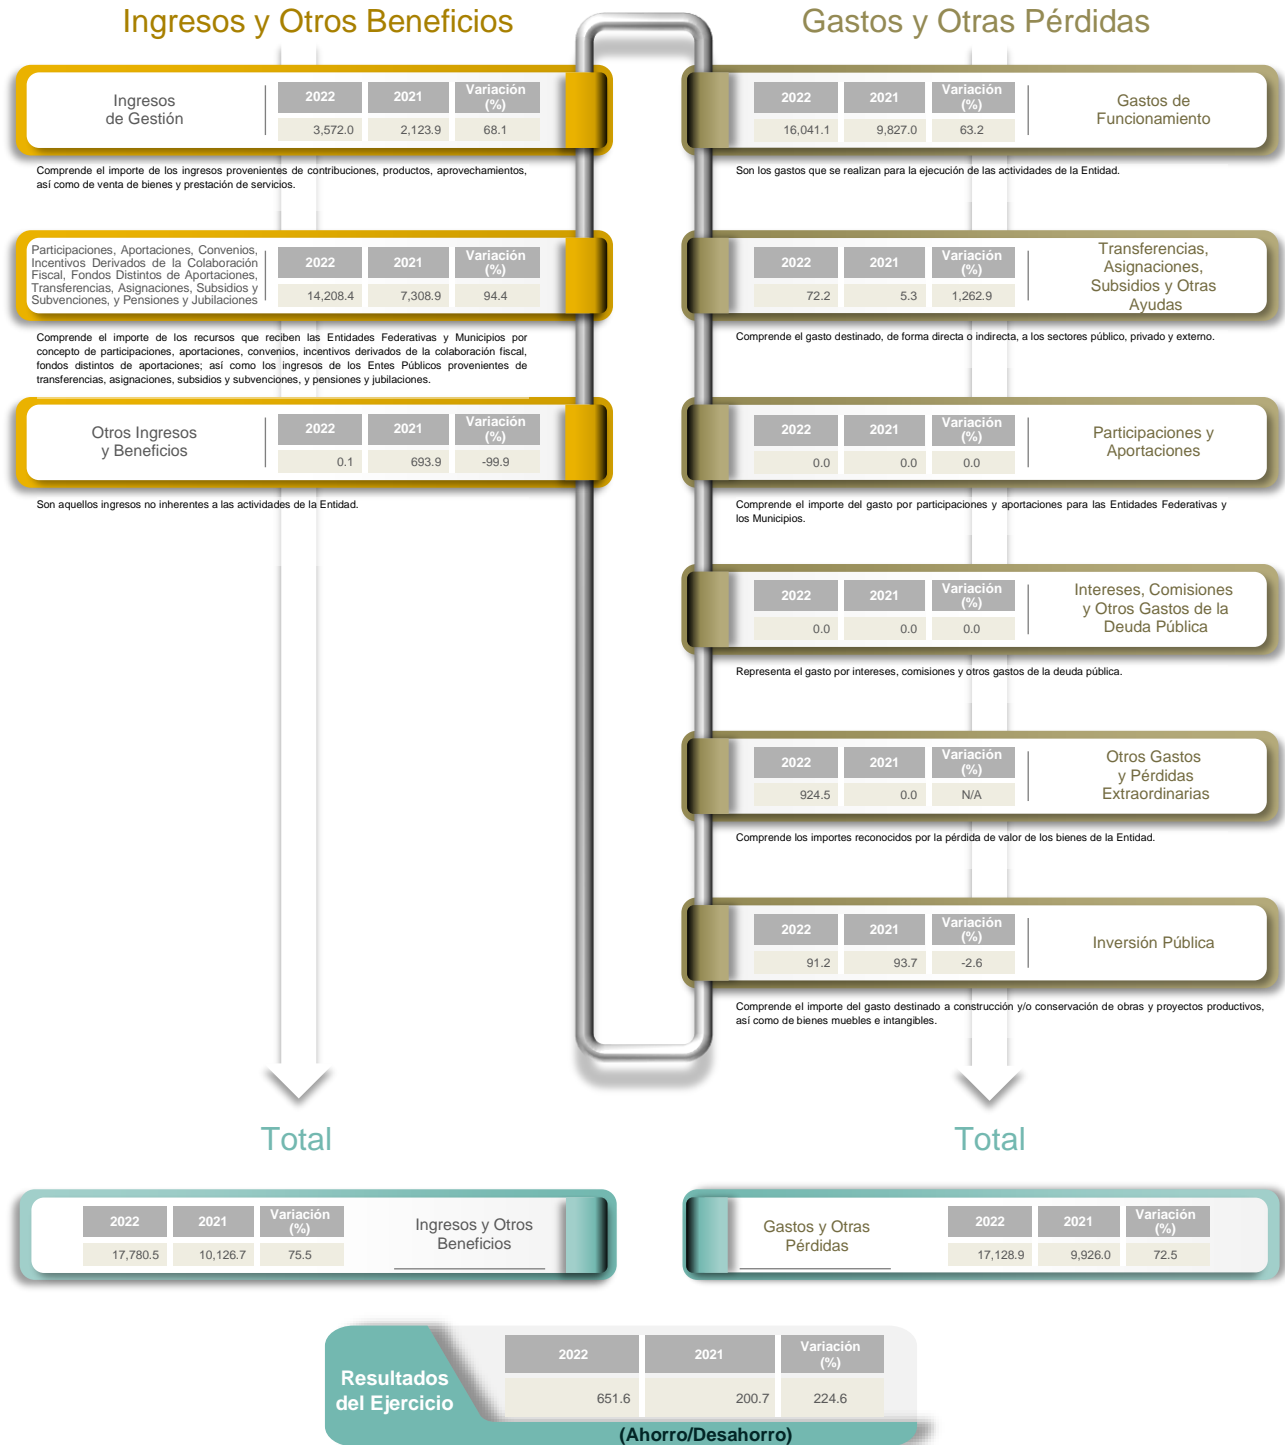 Ingresos y Otros Beneficios
Ingresos
de Gestión
2022 2021 Variación
(%)
3,572.0 2,123.9 68.1
Comprende el importe de los ingresos provenientes de contribuciones, productos, aprovechamientos,
así como de venta de bienes y prestación de servicios.
Participaciones, Aportaciones, Convenios,
Incentivos Derivados de la Colaboración
Fiscal, Fondos Distintos de Aportaciones,
Transferencias, Asignaciones, Subsidios y
Subvenciones, y Pensiones y Jubilaciones
2022 2021 Variación
(%)
14,208.4 7,308.9 94.4
Comprende el importe de los recursos que reciben las Entidades Federativas y Municipios por
concepto de participaciones, aportaciones, convenios, incentivos derivados de la colaboración fiscal,
fondos distintos de aportaciones; así como los ingresos de los Entes Públicos provenientes de
transferencias, asignaciones, subsidios y subvenciones, y pensiones y jubilaciones.
Otros Ingresos
y Beneficios
2022 2021 Variación
(%)
0.1 693.9 -99.9
Son aquellos ingresos no inherentes a las actividades de la Entidad.
Gastos y Otras Pérdidas
2022 2021 Variación
(%)
16,041.1 9,827.0 63.2
Gastos de
Funcionamiento
Son los gastos que se realizan para la ejecución de las actividades de la Entidad.
2022 2021 Variación
(%)
72.2 5.3 1,262.9
Transferencias,
Asignaciones,
Subsidios y Otras
Ayudas
Comprende el gasto destinado, de forma directa o indirecta, a los sectores público, privado y externo.
2022 2021 Variación
(%)
0.0 0.0 0.0
Participaciones y
Aportaciones
Comprende el importe del gasto por participaciones y aportaciones para las Entidades Federativas y
los Municipios.
2022 2021 Variación
(%)
0.0 0.0 0.0
Intereses, Comisiones
y Otros Gastos de la
Deuda Pública
Representa el gasto por intereses, comisiones y otros gastos de la deuda pública.
2022 2021 Variación
(%)
924.5 0.0 N/A
Otros Gastos
y Pérdidas
Extraordinarias
Comprende los importes reconocidos por la pérdida de valor de los bienes de la Entidad.
2022 2021 Variación
(%)
91.2 93.7 -2.6
Inversión Pública
Comprende el importe del gasto destinado a construcción y/o conservación de obras y proyectos productivos,
así como de bienes muebles e intangibles.
Total
2022 2021 Variación
(%)
17,780.5 10,126.7 75.5
Ingresos y Otros
Beneficios
Total
Gastos y Otras
Pérdidas
2022 2021 Variación
(%)
17,128.9 9,926.0 72.5
Resultados
del Ejercicio
2022 2021 Variación
(%)
651.6 200.7 224.6
(Ahorro/Desahorro)